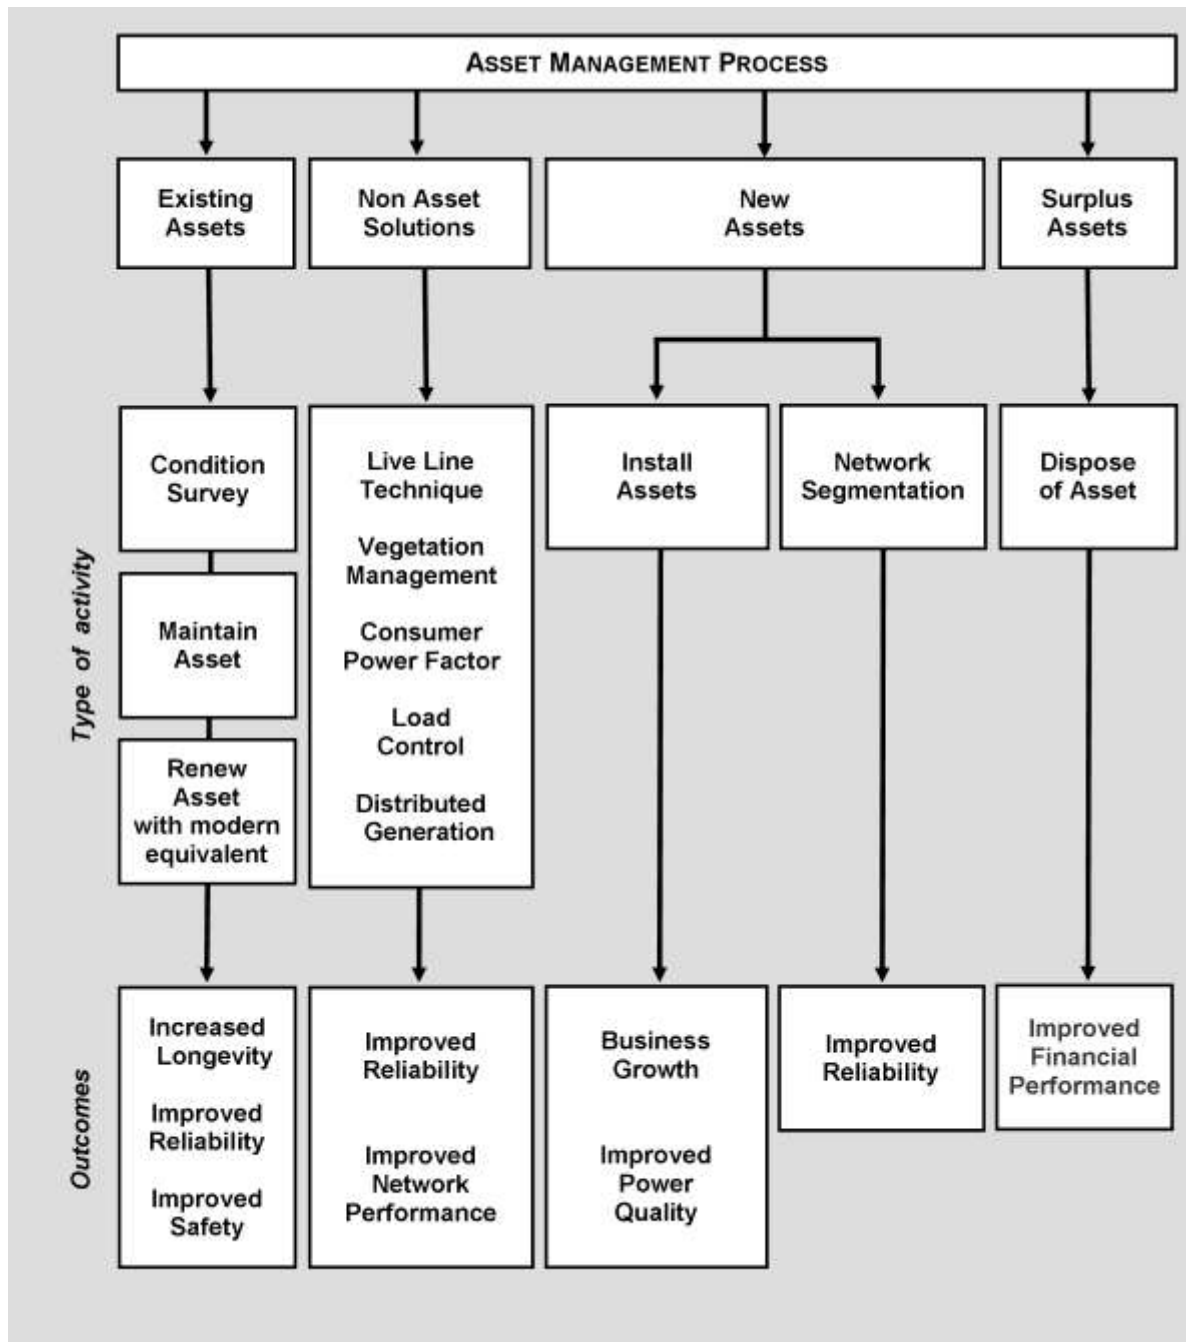 ASSET MANAGEMENT PROCESS
Existing
Assets
Non Asset
Solutions
New
Assets
Surplus
Assets
Type of activity
Condition
Survey
Maintain
Asset
Renew
Asset
with modern
equivalent
Live Line
Technique
Vegetation
Management
Consumer
Power Factor
Load
Control
Distributed
Generation
Install
Assets
Network
Segmentation
Dispose
of Asset
Outcomes
Increased
Longevity
Improved
Reliability
Improved
Safety
Improved
Reliability
Improved
Network
Performance
Business
Growth
Improved
Power
Quality
Improved
Reliability
Improved
Financial
Performance